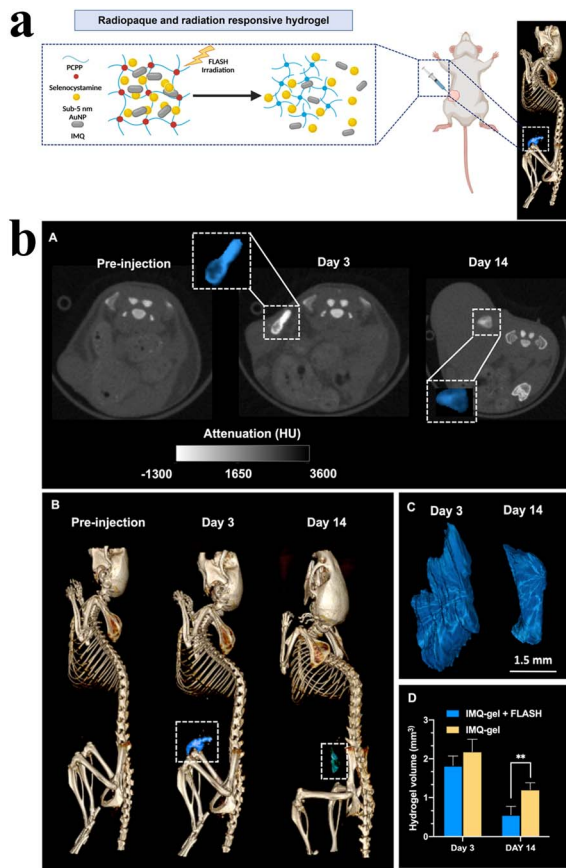 a
Radiopaque and radiation responsive hydrogel
PCPP
Selenocystamine
Sub-5 nm
AuNP
IMQ
FLASH
Irradiation
b
A
Pre-injection
Day 3
Day 14
Attenuation (HU)
-1300
1650
3600
B
Pre-injection
Day 3
Day 14
C
Day 3
Day 14
1.5 mm
D
IMQ-gel + FLASH
IMQ-gel
Hydrogel volume (mm³)
3
2
1
0
**
Day 3
DAY 14